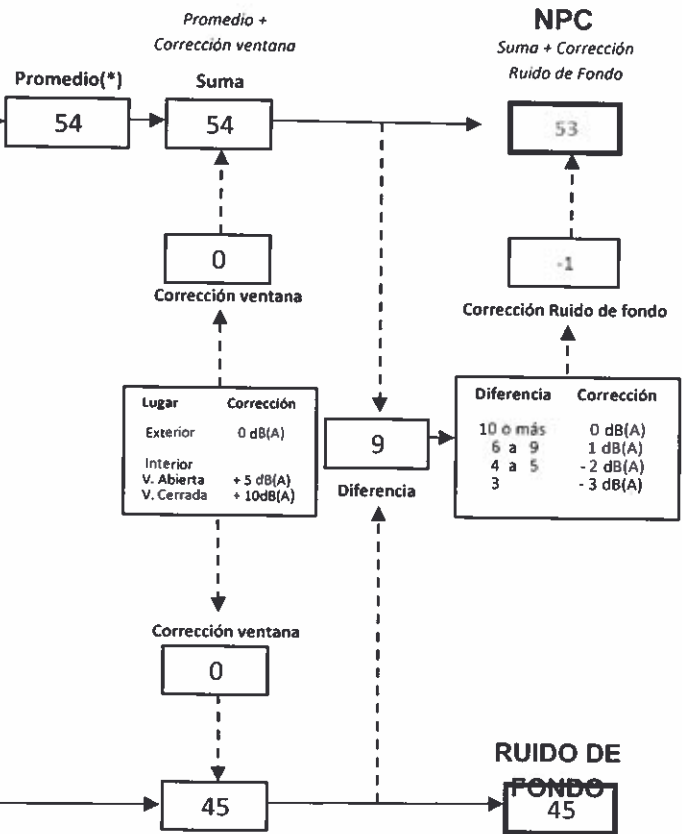 Promedio +
Corrección ventana
NPC
Suma + Corrección
Ruido de Fondo
Promedio(*)
Suma
54
54
53
0
-1
Corrección ventana
Corrección Ruido de fondo
Lugar Corrección
Exterior 0 dB(A)
Interior
V. Abierta + 5 dB(A)
V. Cerrada + 10dB(A)
9
Diferencia
Diferencia Corrección
10 o más 0 dB(A)
6 a 9 1 dB(A)
4 a 5 - 2 dB(A)
3 - 3 dB(A)
Corrección ventana
0
45
RUIDO DE
FONDO
45